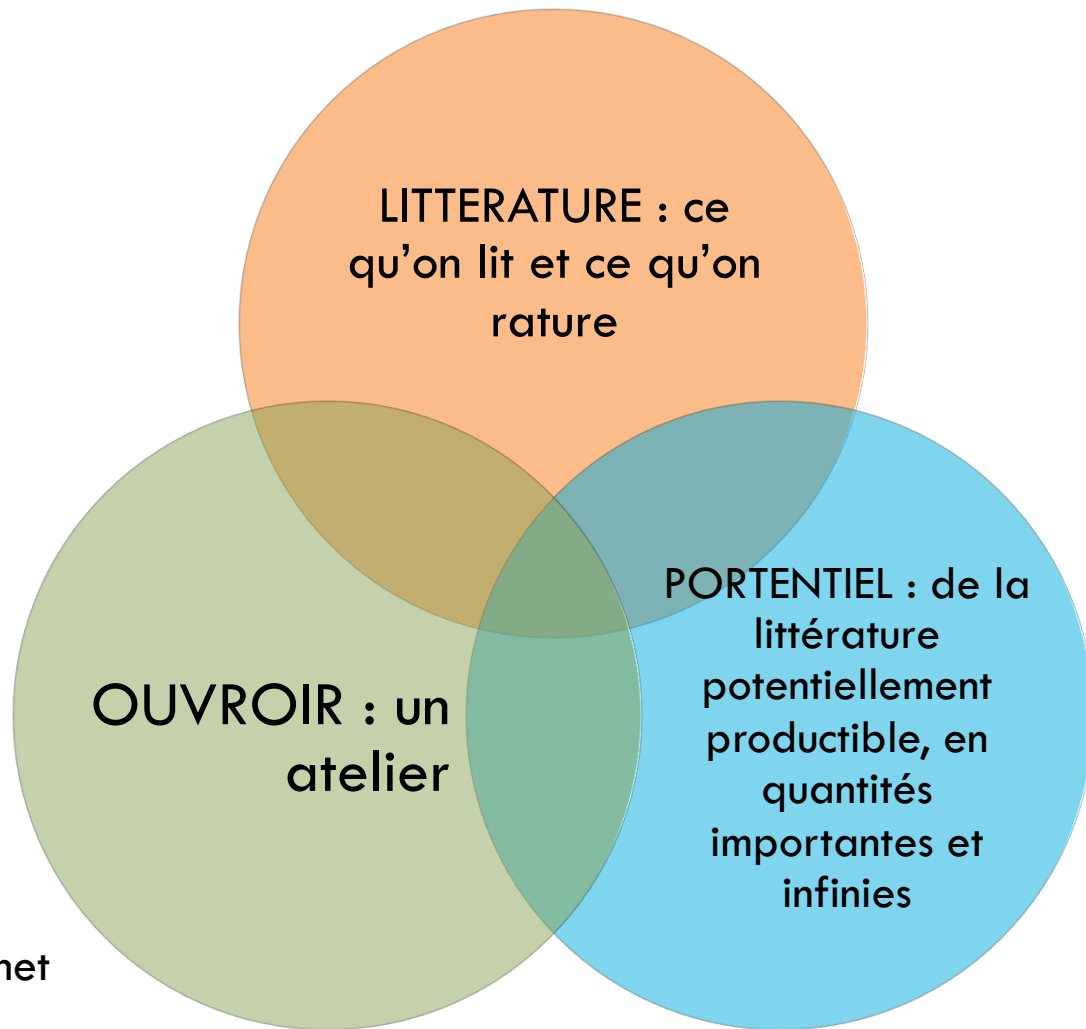 LITTERATURE : ce
qu’on lit et ce qu’on
rature
PORTENTIEL : de la
littérature
potentiellement
productible, en
quantités
importantes et
infinies
OUVROIR : un
atelier
net